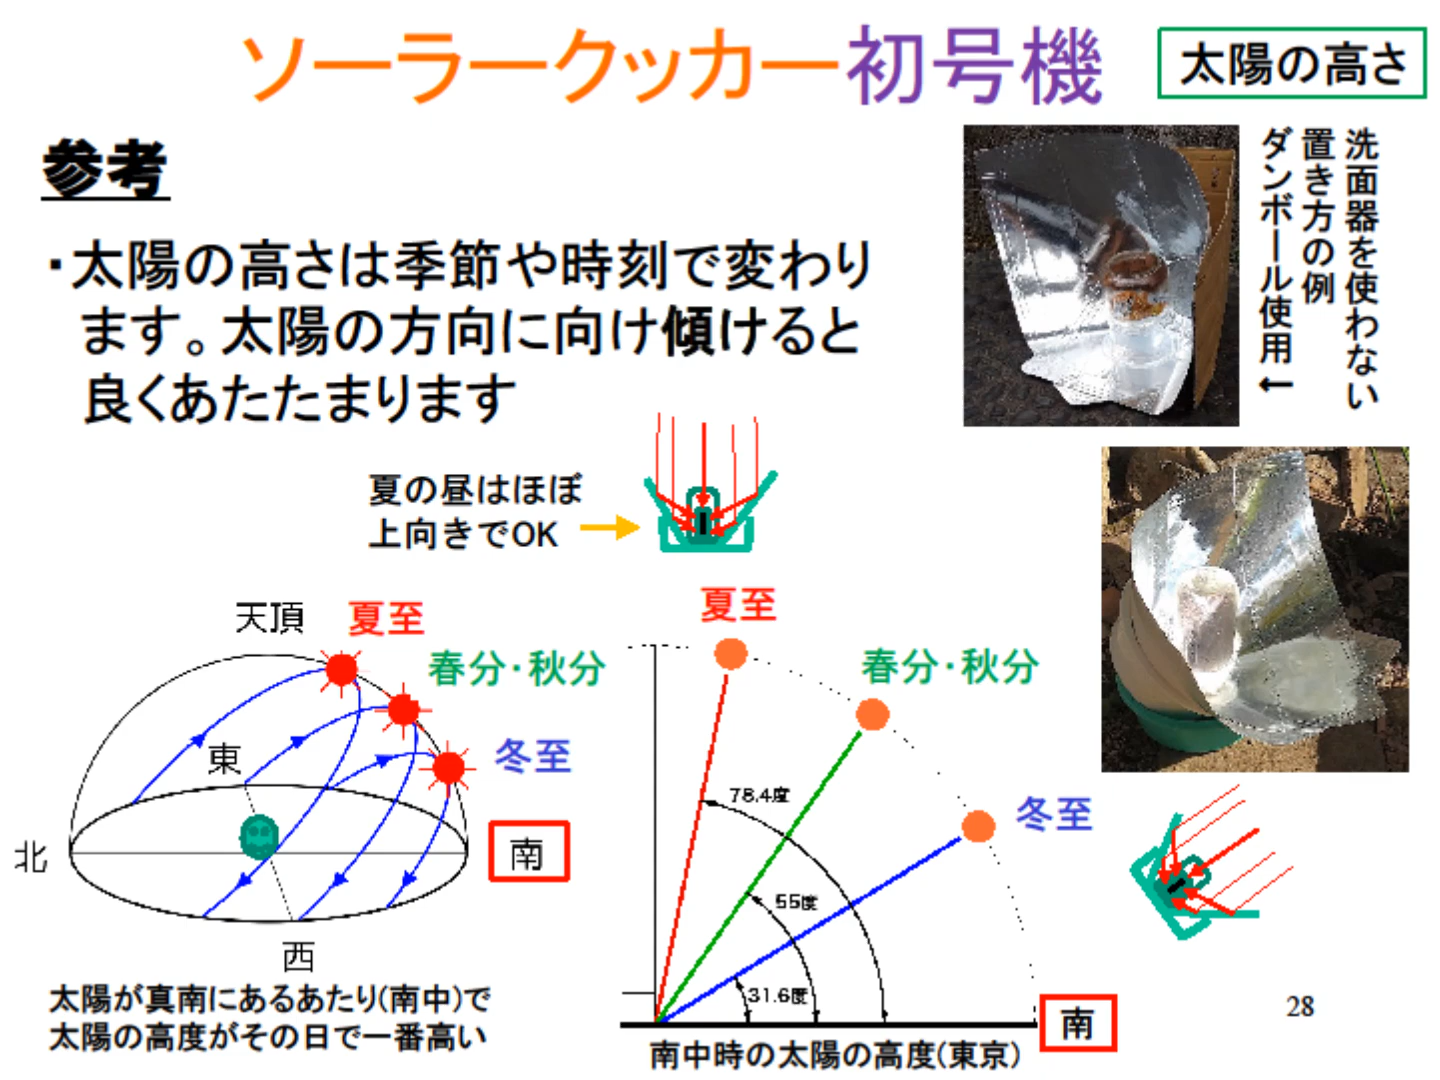 ソーラークッカー初号機
太陽の高さ
参考
・太陽の高さは季節や時刻で変わり
ます。太陽の方向に向け傾けると
良くあたたまります
洗面器を使わない
置き方の例
ダンボール使用↓
夏の昼はほぼ
上向きでOK
天頂
夏至
春分・秋分
冬至
東
北
南
西
太陽が真南にあるあたり(南中)で
太陽の高度がその日で一番高い
夏至
春分・秋分
冬至
78.4度
55度
31.6度
南
南中時の太陽の高度(東京)
28